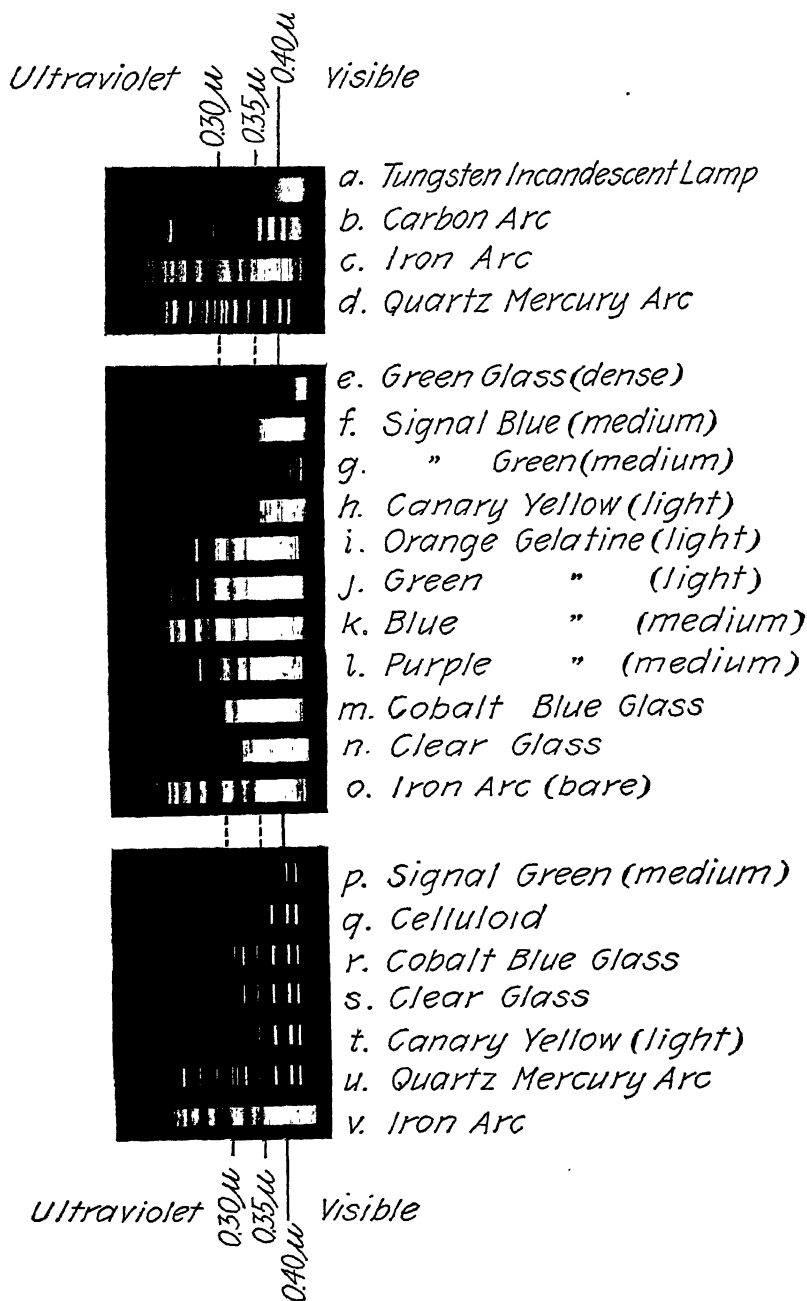 Ultraviolet 0.30μ 0.35μ 0.40μ Visible
a. Tungsten Incandescent Lamp
b. Carbon Arc
c. Iron Arc
d. Quartz Mercury Arc
e. Green Glass (dense)
f. Signal Blue (medium)
g. " Green (medium)
h. Canary Yellow (light)
i. Orange Gelatine (light)
j. Green " (light)
k. Blue " (medium)
l. Purple " (medium)
m. Cobalt Blue Glass
n. Clear Glass
o. Iron Arc (bare)
p. Signal Green (medium)
q. Celluloid
r. Cobalt Blue Glass
s. Clear Glass
t. Canary Yellow (light)
u. Quartz Mercury Arc
v. Iron Arc
Ultraviolet 0.30μ 0.35μ 0.40μ Visible